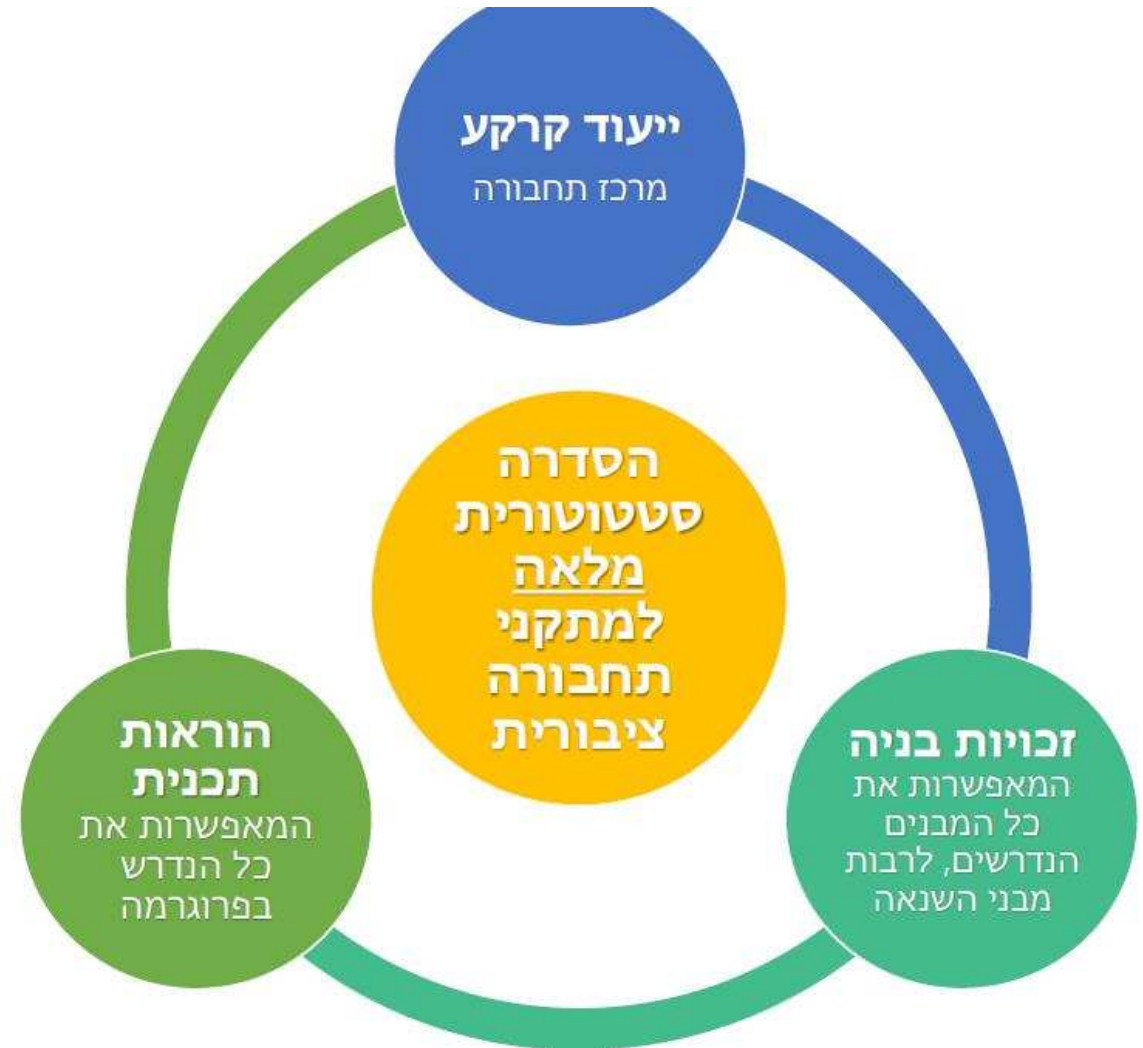 ייעוד קרקע
מרכז תחבורה
הסדרה
סטטוטורית
מלאה
למתקני
תחבורה
ציבורית
זכויות בניה
המאפשרות את
כל המבנים
הנדרשים, לרבות
מבני השנאה
הוראות
תכנית
המאפשרות את
כל הנדרש
בפרוגרמה